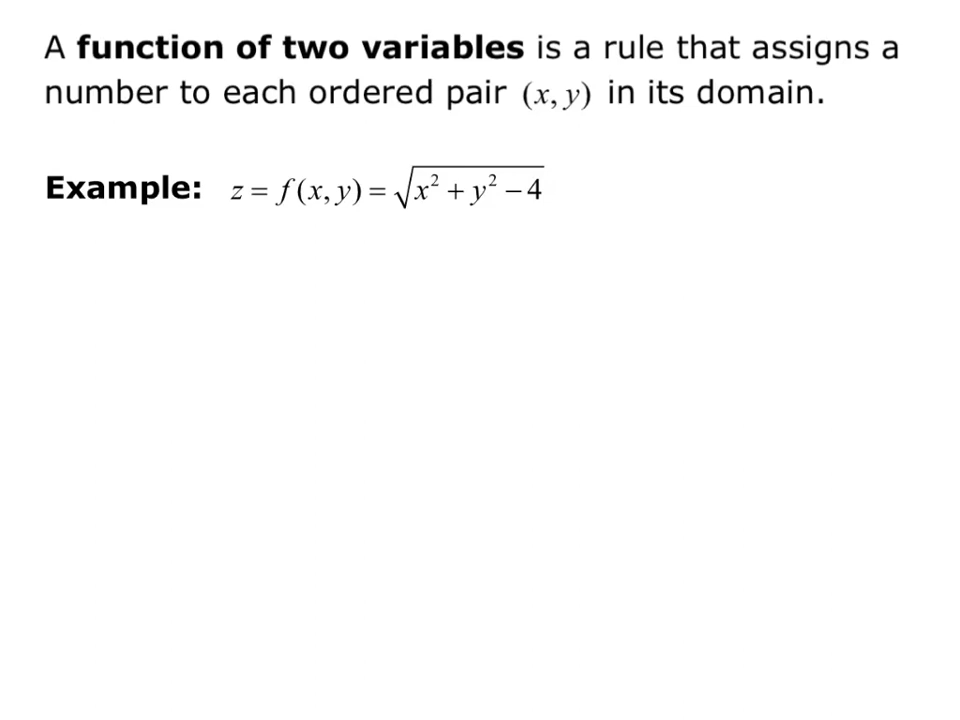 A function of two variables is a rule that assigns a
number to each ordered pair (x, y) in its domain.
Example: z = f(x, y) = √(x² + y² − 4)